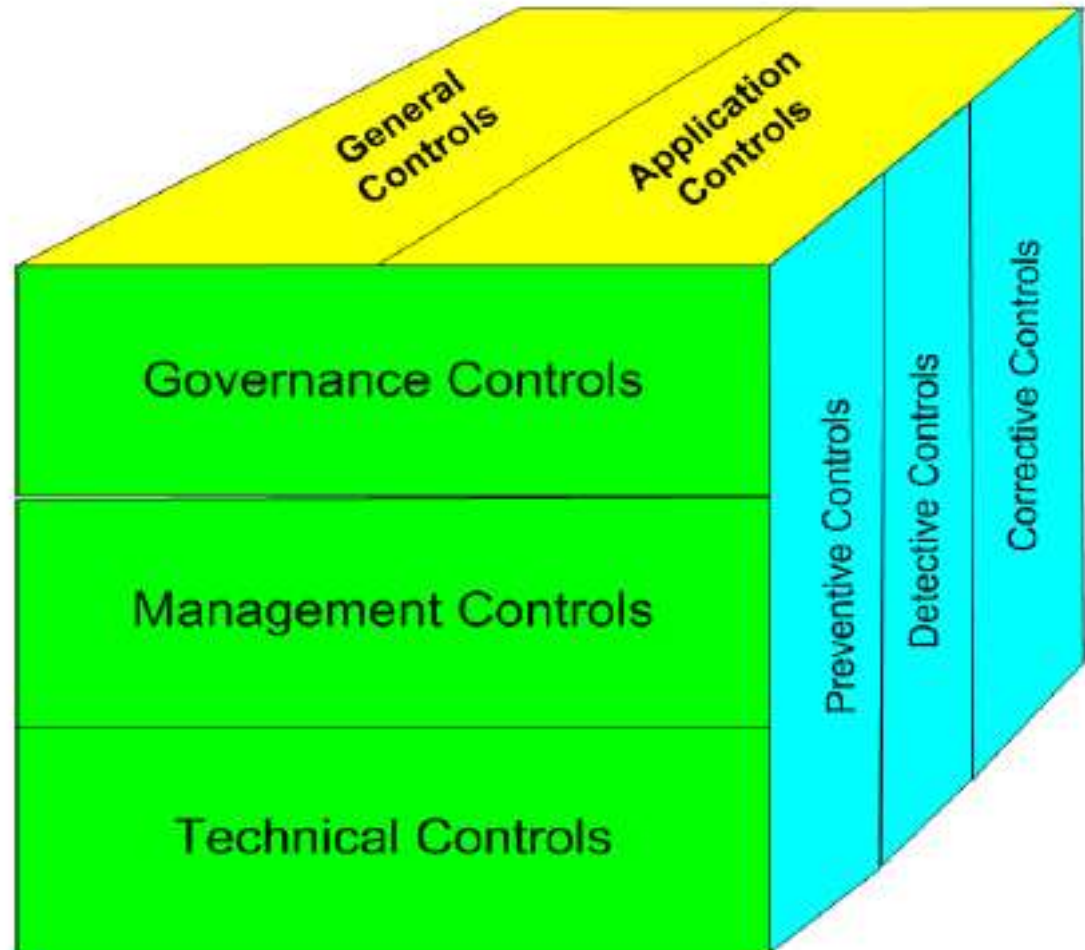 General
Controls
Application
Controls
Governance Controls
Management Controls
Technical Controls
Preventive Controls
Detective Controls
Corrective Controls